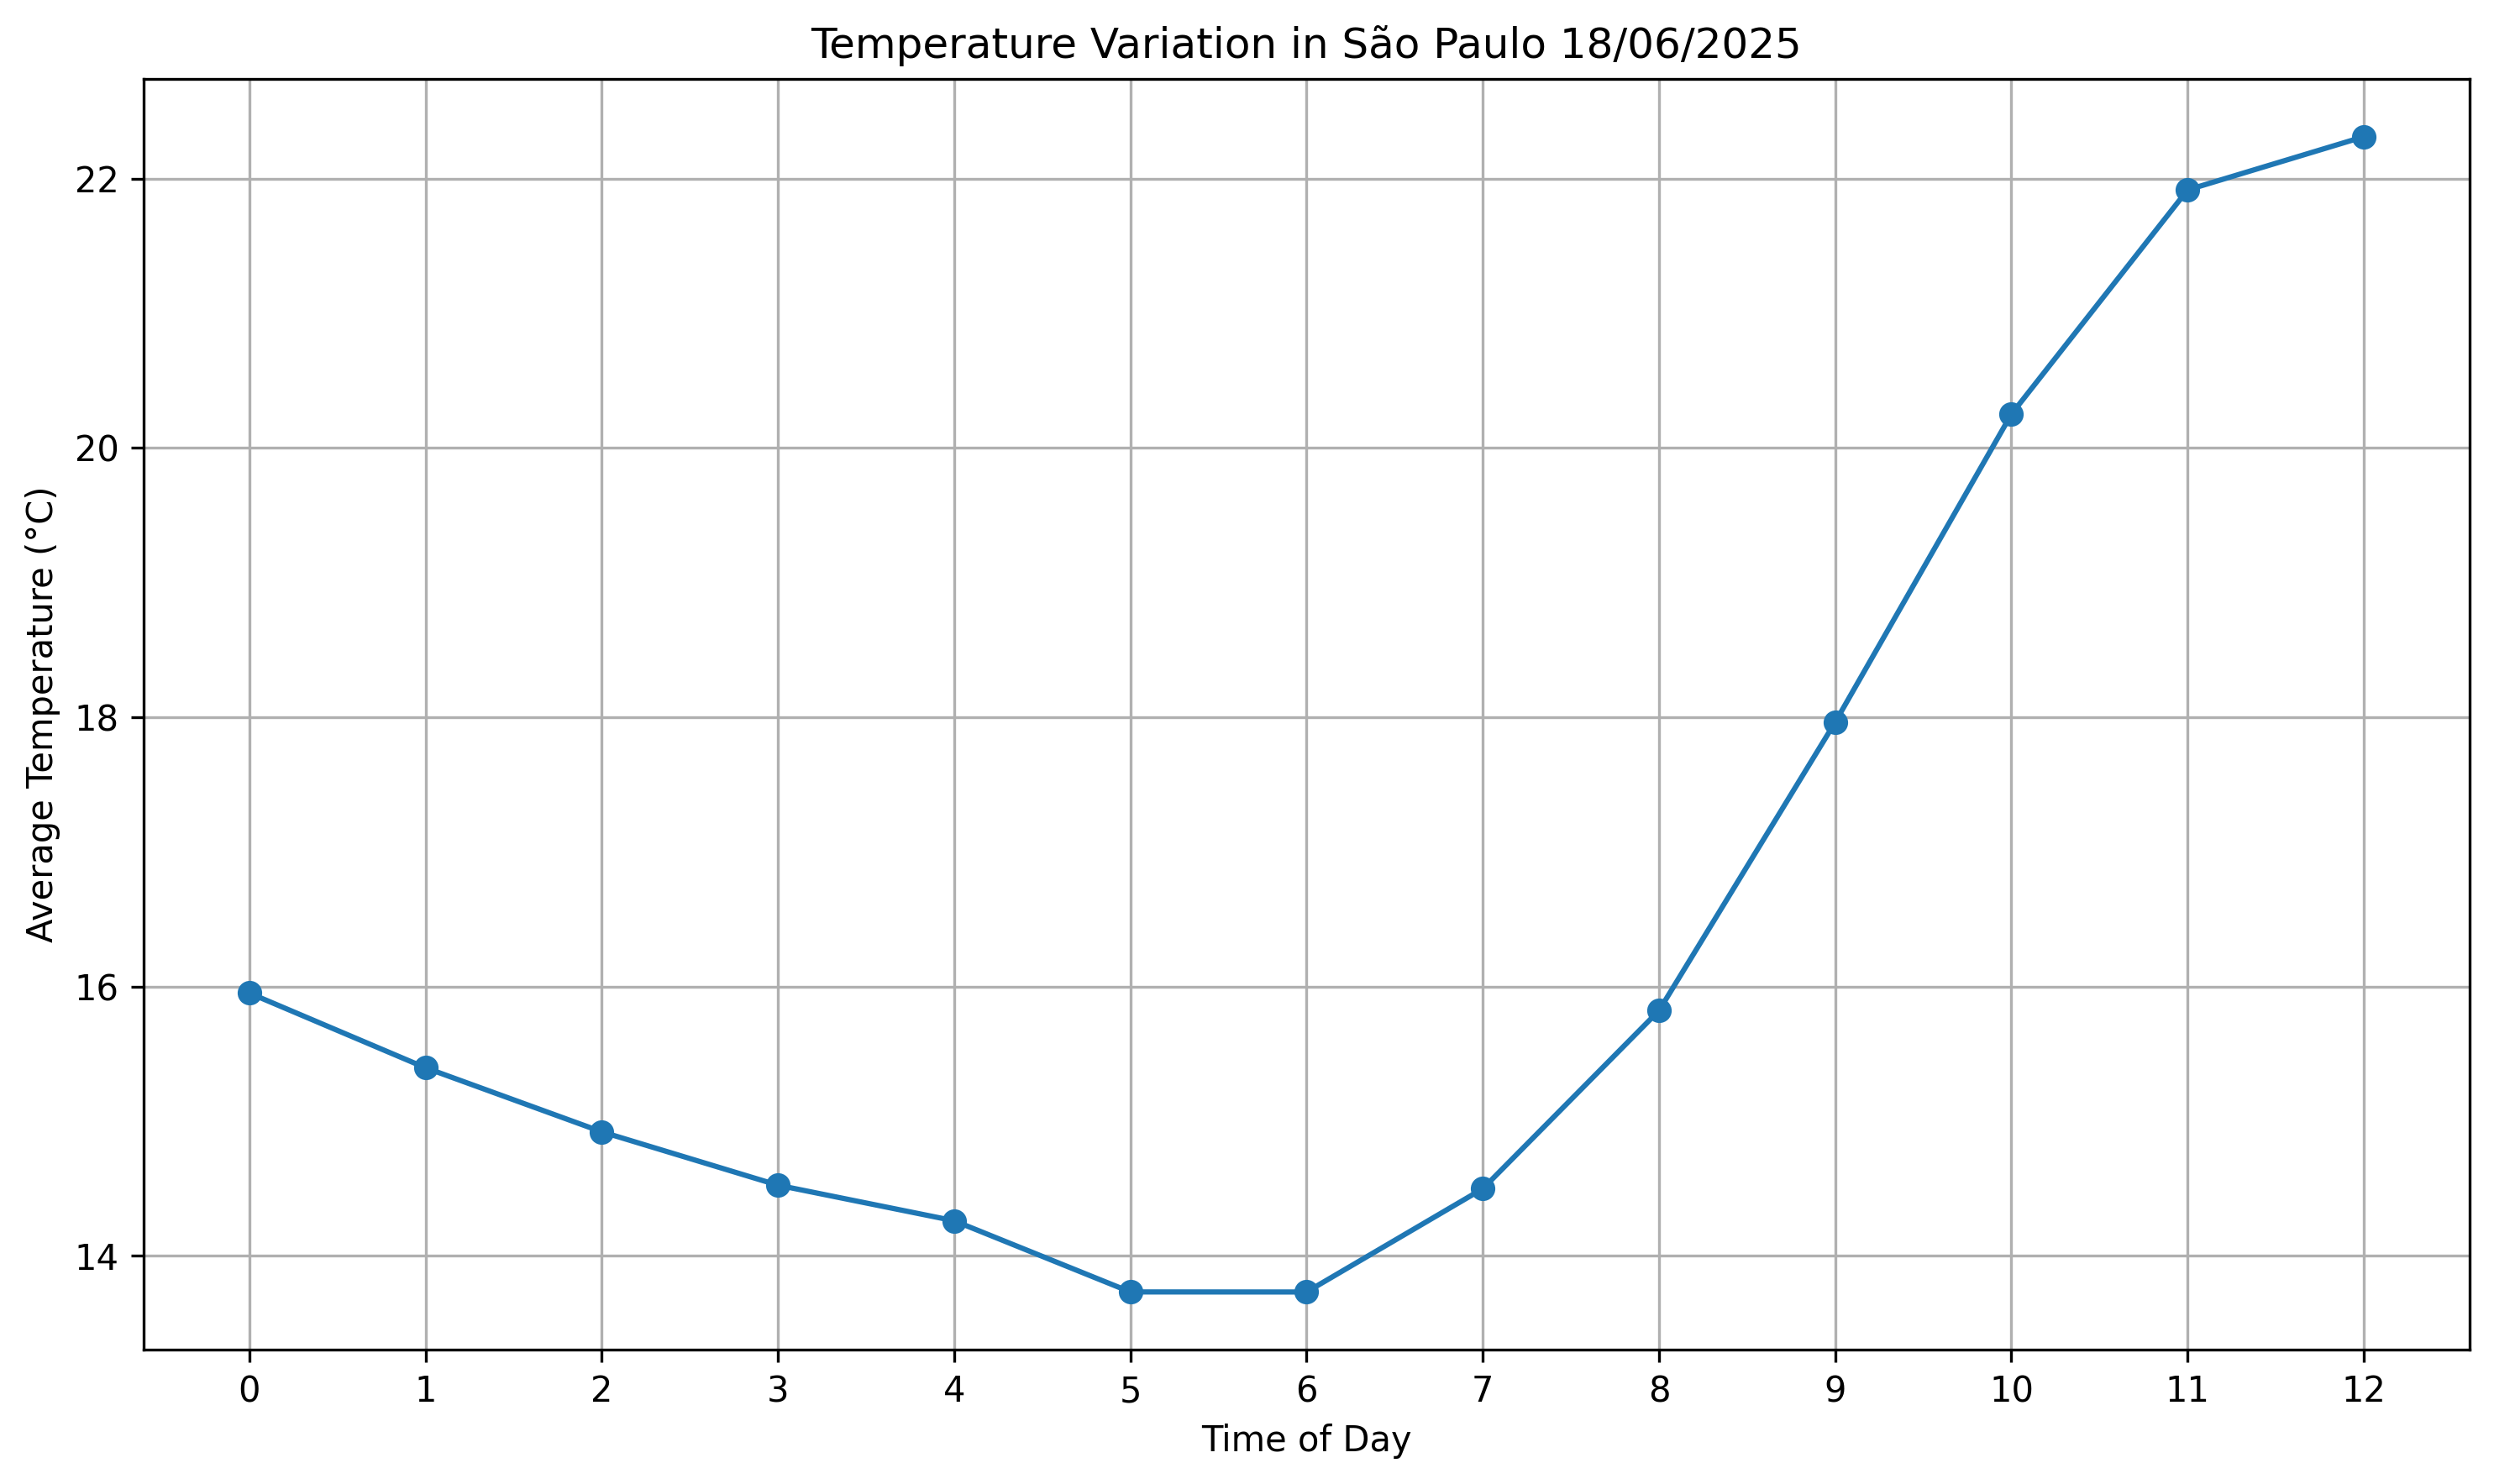 Temperature Variation in São Paulo 18/06/2025
Average Temperature (°C)
22
20
18
16
14
0 1 2 3 4 5 6 7 8 9 10 11 12
Time of Day